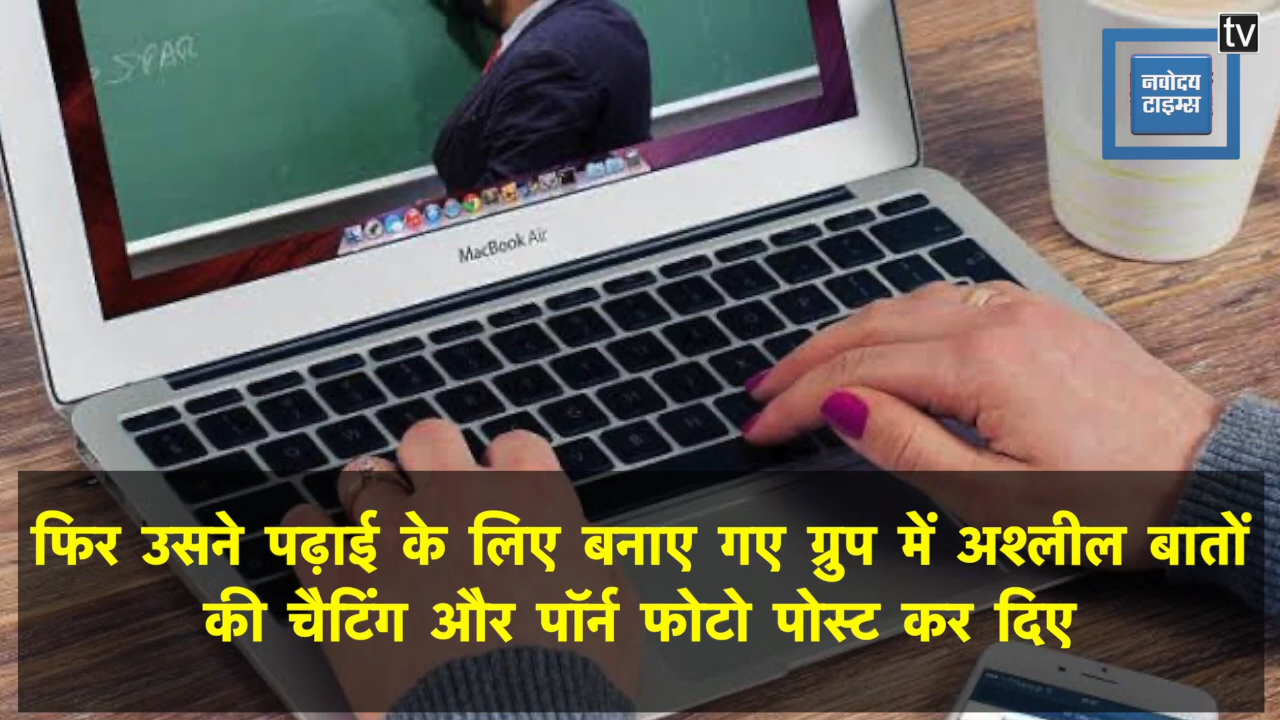 SPAR
tv
नवोदय
टाइम्स
MacBook Air
फिर उसने पढ़ाई के लिए बनाए गए ग्रुप में अश्लील बातों
की चैटिंग और पॉर्न फोटो पोस्ट कर दिए